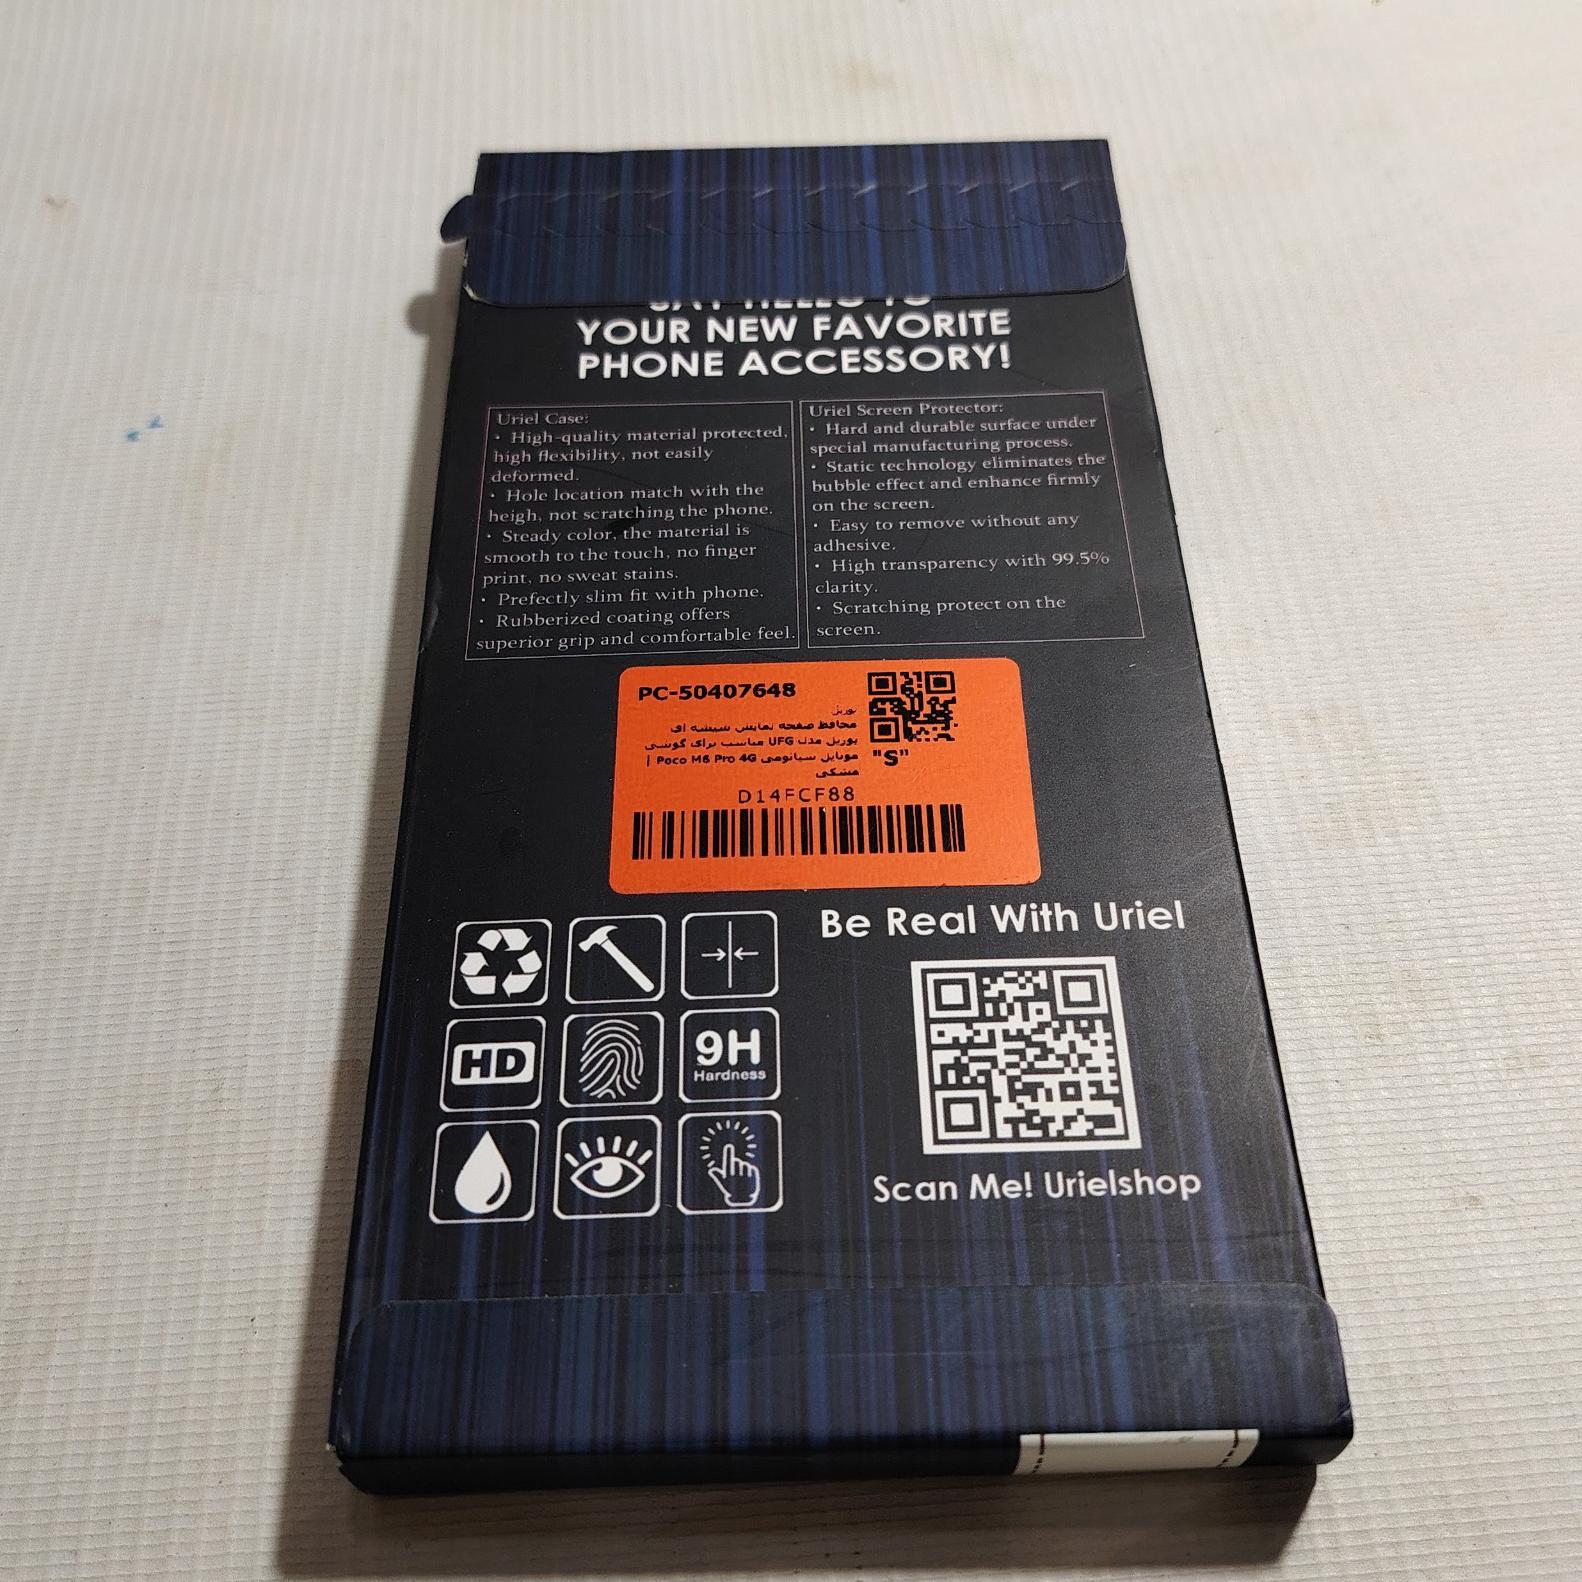 SAY HELLO TO
YOUR NEW FAVORITE
PHONE ACCESSORY!
Uriel Case:
• High-quality material protected,
high flexibility, not easily
deformed.
• Hole location match with the
heigh, not scratching the phone.
• Steady color, the material is
smooth to the touch, no finger
print, no sweat stains.
• Prefectly slim fit with phone.
• Rubberized coating offers
superior grip and comfortable feel.
Uriel Screen Protector:
• Hard and durable surface under
special manufacturing process.
• Static technology eliminates the
bubble effect and enhance firmly
on the screen.
• Easy to remove without any
adhesive.
• High transparency with 99.5%
clarity.
• Scratching protect on the
screen.
PC-50407648
یوریل
محافظ صفحه نمایش شیشه ای
یوریل مدل UFG مناسب برای گوشی
موبایل شیائومی Poco M6 Pro 4G |
مشکی
"S"
D14FCF88
Be Real With Uriel
HD
9H
Hardness
Scan Me! Urielshop